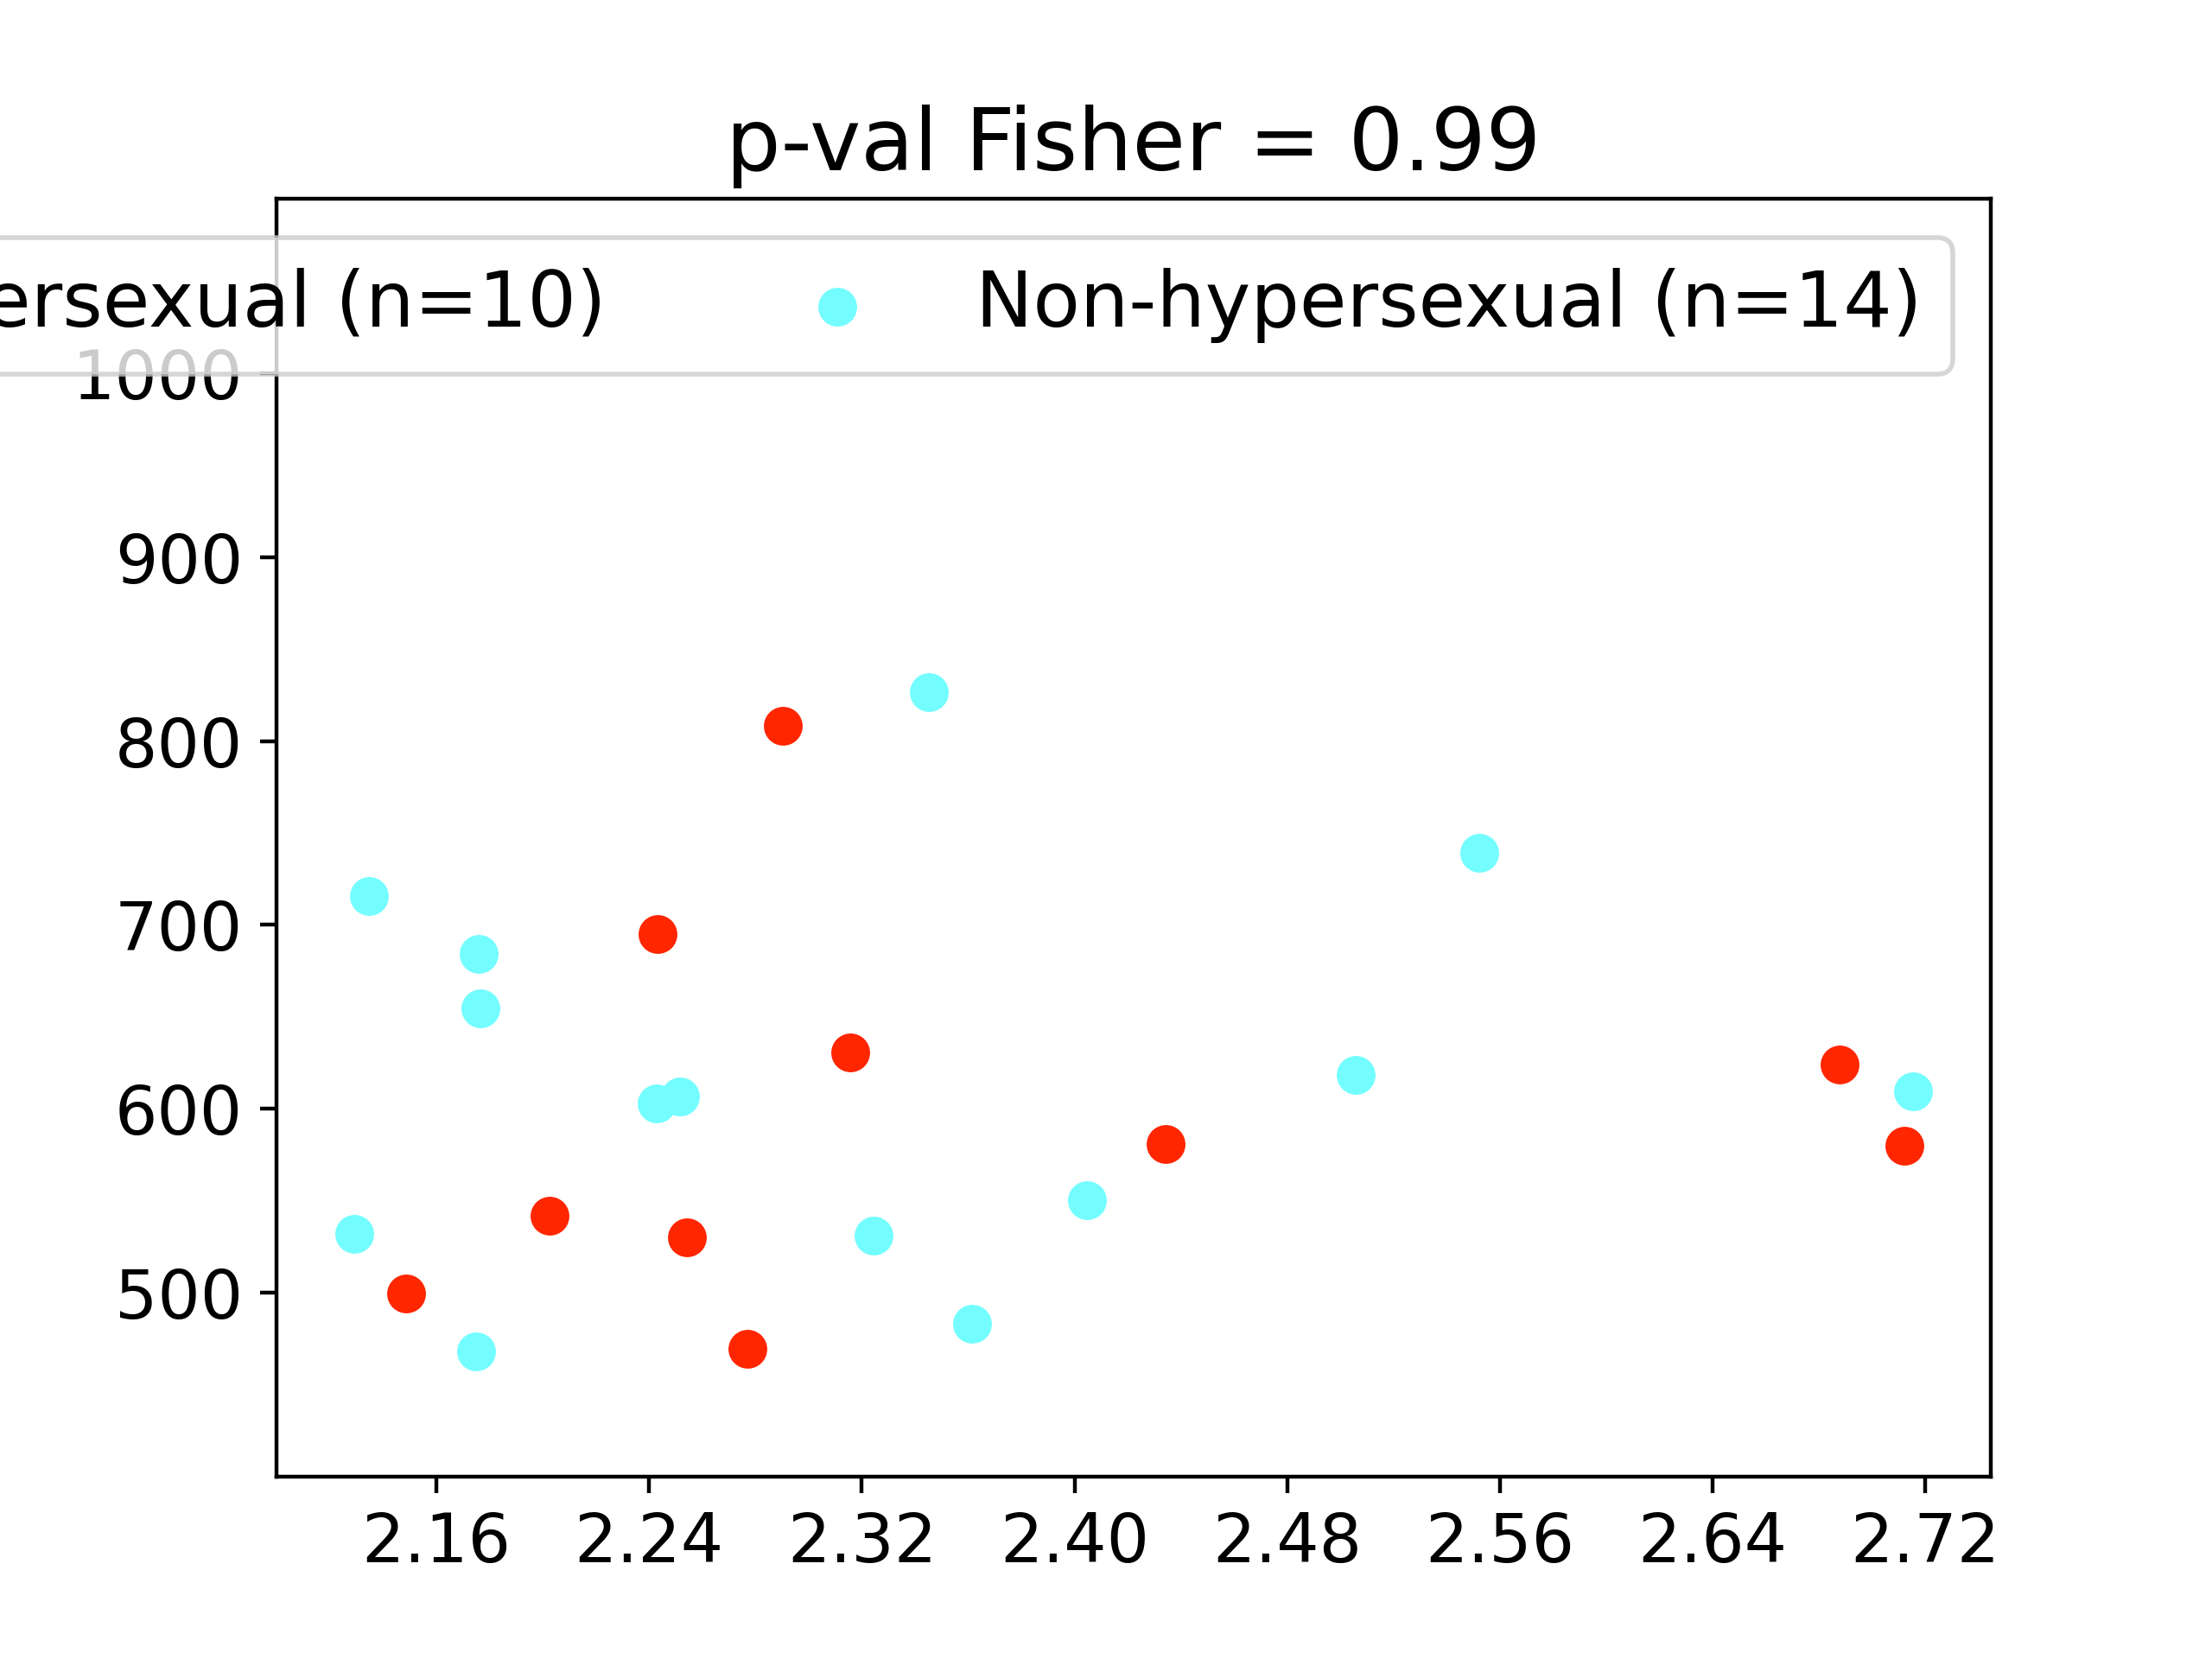 p-val Fisher = 0.99
ersexual (n=10) Non-hypersexual (n=14)
1000
900
800
700
600
500
2.16 2.24 2.32 2.40 2.48 2.56 2.64 2.72